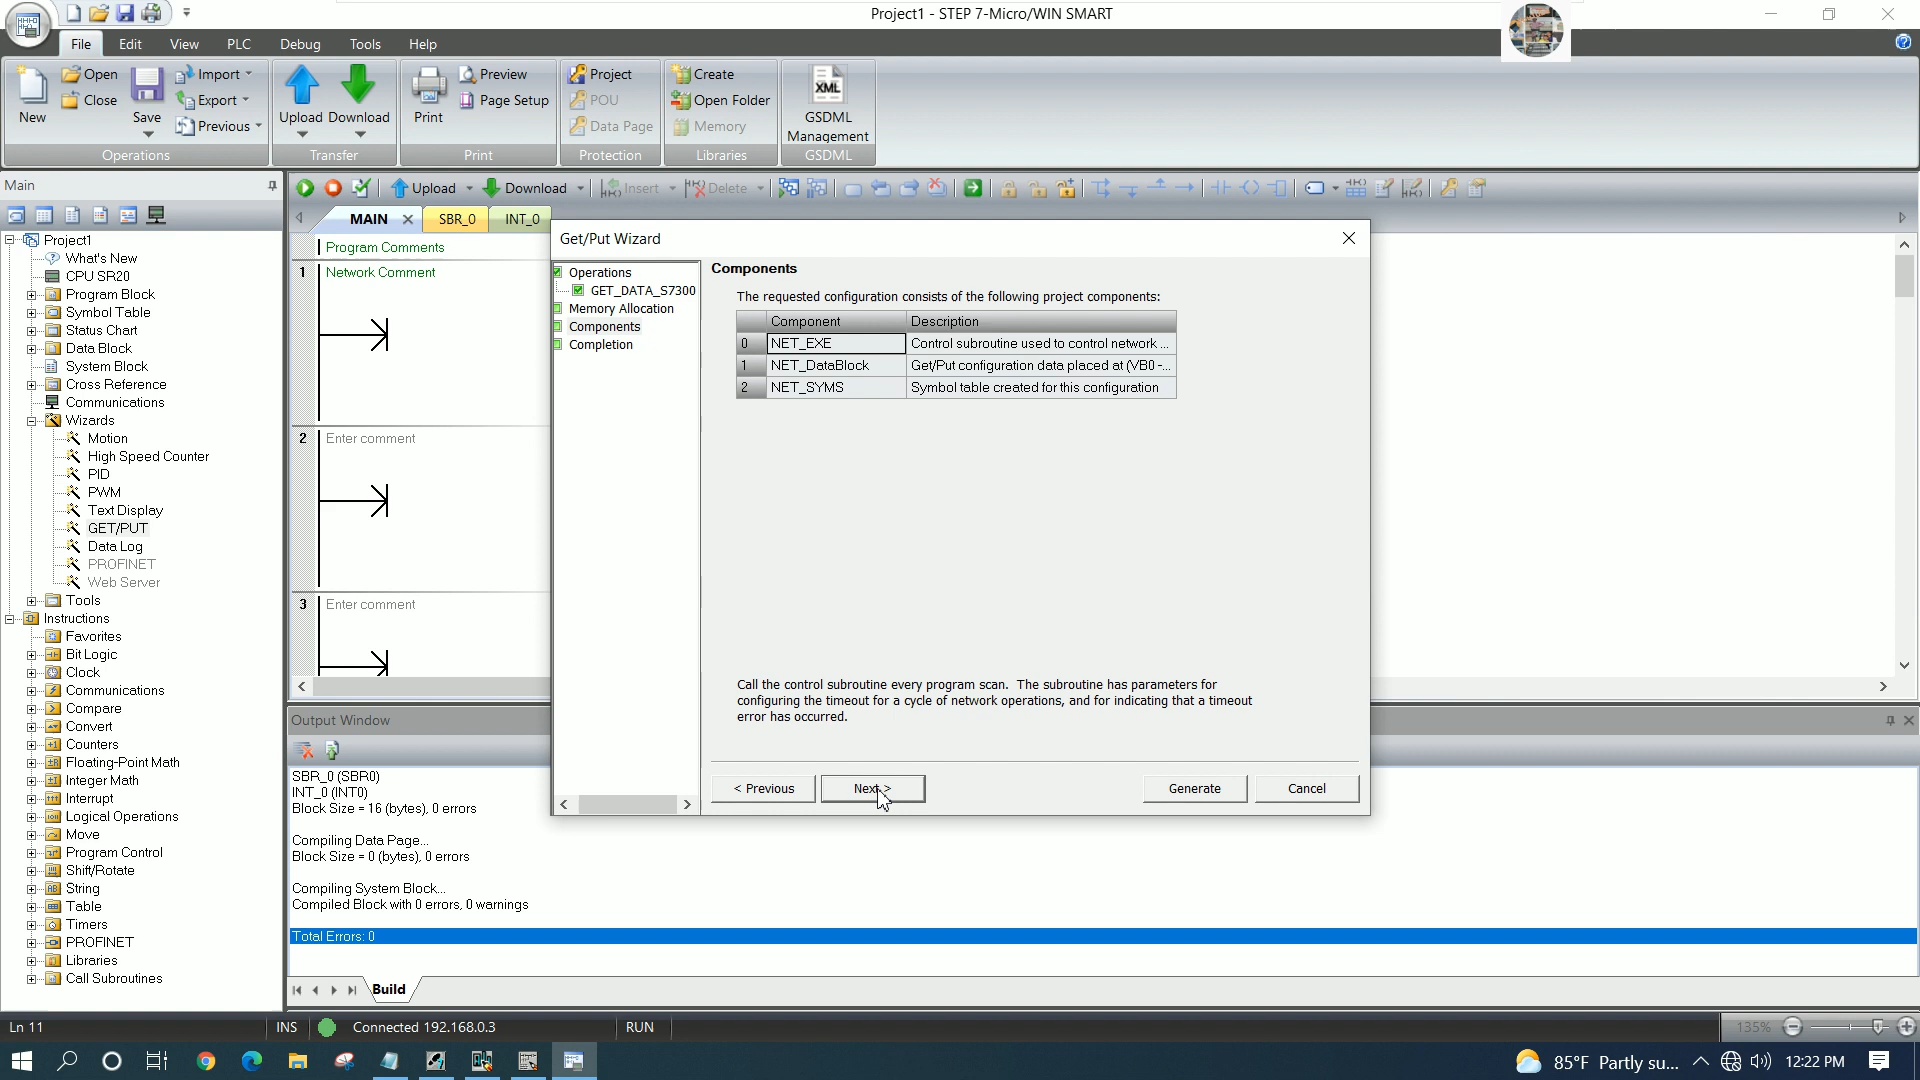 Project1 - STEP 7-Micro/WIN SMART
File Edit View PLC Debug Tools Help
New
Open
Close
Save
Import
Export
Previous
Operations
Upload
Download
Transfer
Print
Preview
Page Setup
Print
Project
POU
Data Page
Protection
Create
Open Folder
Memory
Libraries
XML
GSDML
Management
GSDML
Main
Upload Download Insert Delete
MAIN SBR_0 INT_0
Project1
What's New
CPU SR20
Program Block
Symbol Table
Status Chart
Data Block
System Block
Cross Reference
Communications
Wizards
Motion
High Speed Counter
PID
PWM
Text Display
GET/PUT
Data Log
PROFINET
Web Server
Tools
Instructions
Favorites
Bit Logic
Clock
Communications
Compare
Convert
Counters
Floating-Point Math
Integer Math
Interrupt
Logical Operations
Move
Program Control
Shift/Rotate
String
Table
Timers
PROFINET
Libraries
Call Subroutines
Program Comments
1 Network Comment
2 Enter comment
3 Enter comment
Get/Put Wizard
Operations
GET_DATA_S7300
Memory Allocation
Components
Completion
Components
The requested configuration consists of the following project components:
Component Description
0 NET_EXE Control subroutine used to control network ...
1 NET_DataBlock Get/Put configuration data placed at (VB0 -...
2 NET_SYMS Symbol table created for this configuration
Call the control subroutine every program scan. The subroutine has parameters for
configuring the timeout for a cycle of network operations, and for indicating that a timeout
error has occurred.
< Previous Next > Generate Cancel
Output Window
SBR_0 (SBR0)
INT_0 (INT0)
Block Size = 16 (bytes), 0 errors
Compiling Data Page...
Block Size = 0 (bytes), 0 errors
Compiling System Block...
Compiled Block with 0 errors, 0 warnings
Total Errors: 0
Build
Ln 11 INS Connected 192.168.0.3 RUN 135%
85°F Partly su... 12:22 PM